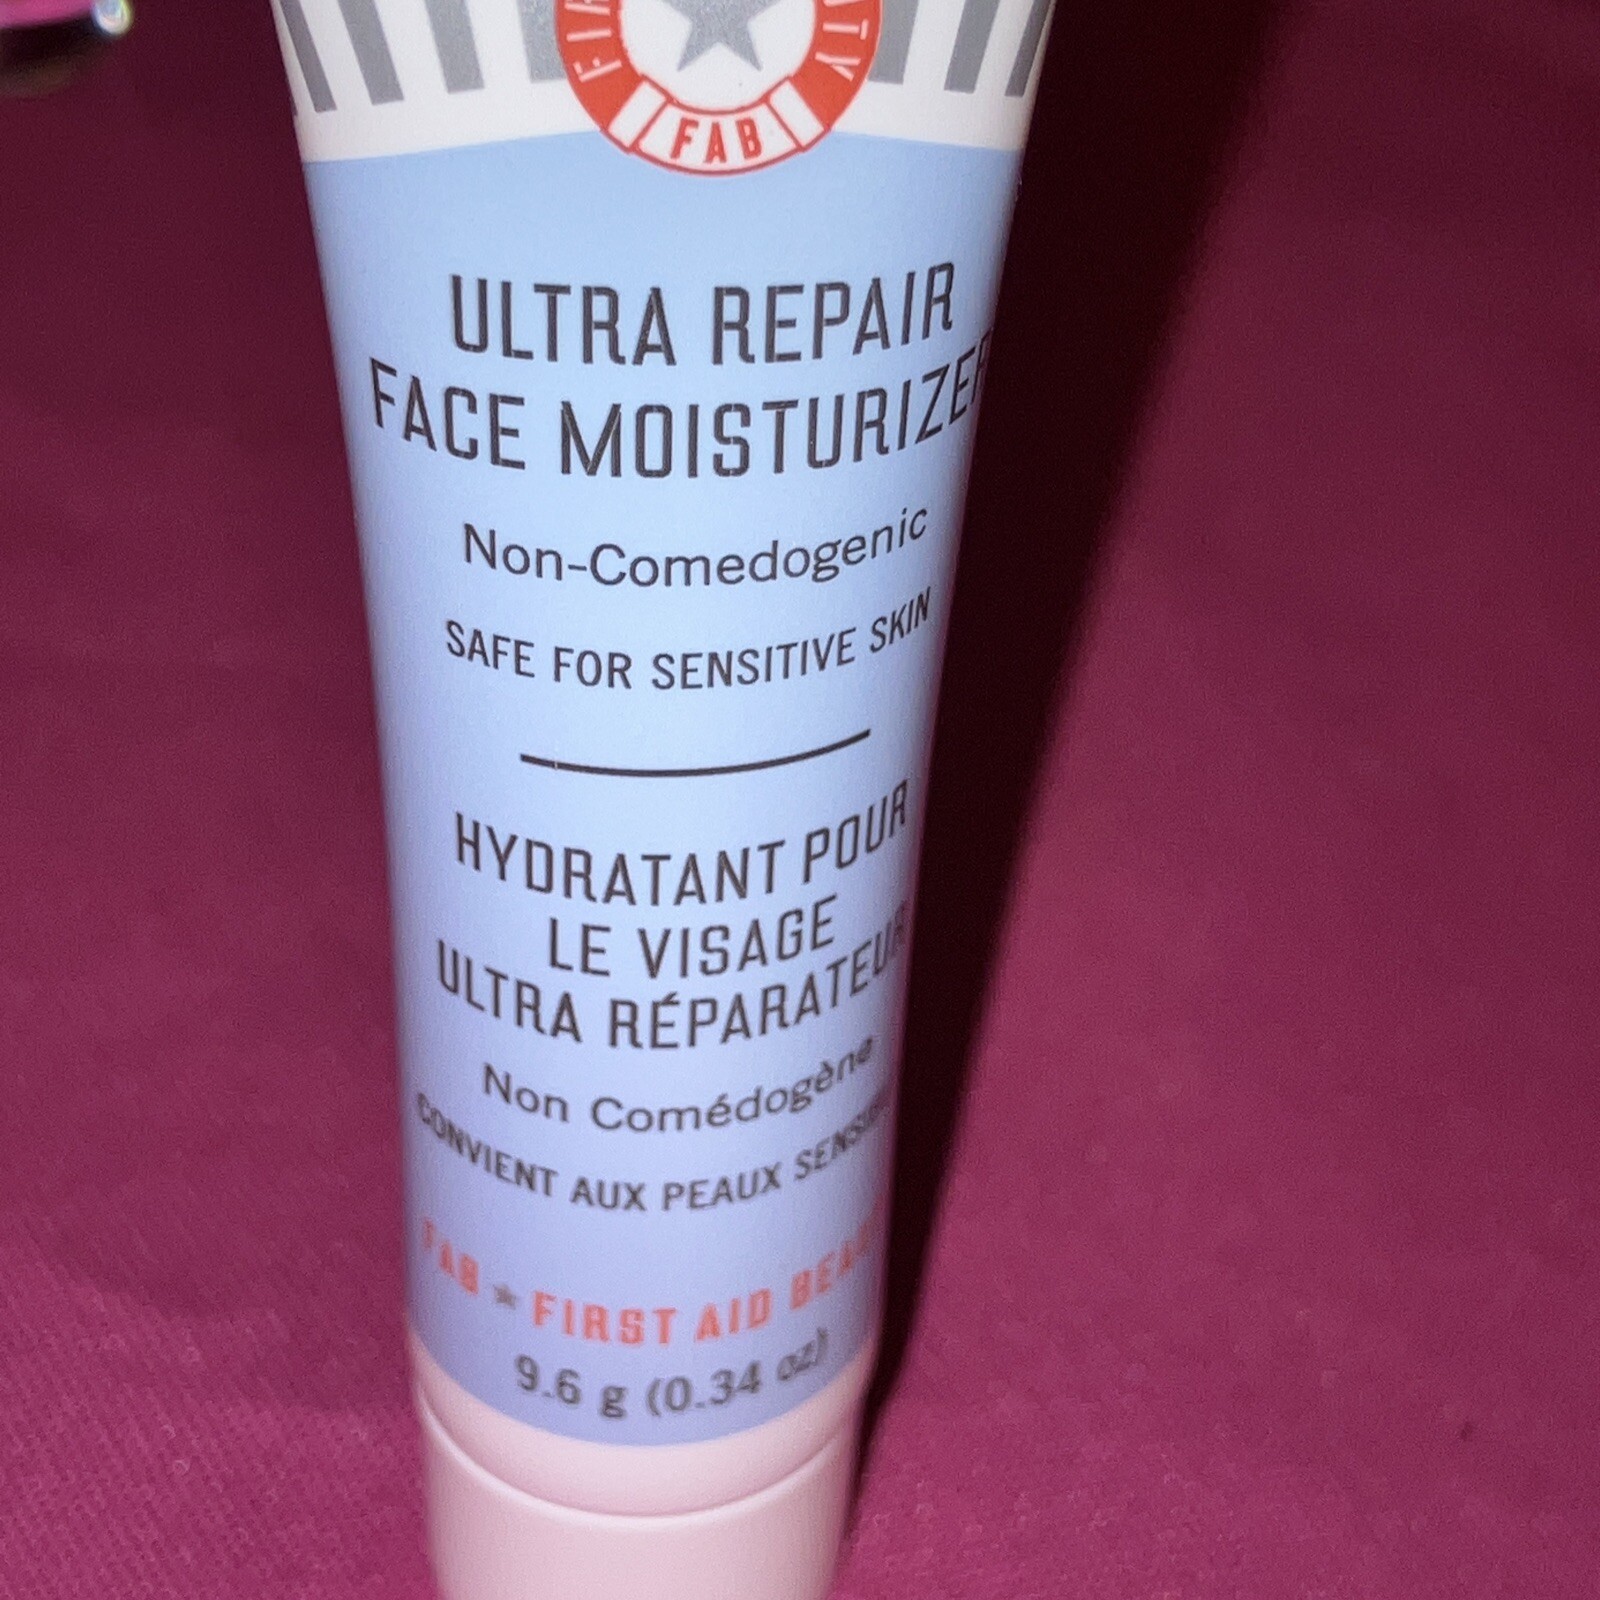 FAB
ULTRA REPAIR
FACE MOISTURIZER
Non-Comedogenic
SAFE FOR SENSITIVE SKIN
HYDRATANT POUR
LE VISAGE
ULTRA RÉPARATEUR
Non Comédogène
CONVIENT AUX PEAUX
FAB ★ FIRST AID
9.6 g (0.34 oz)